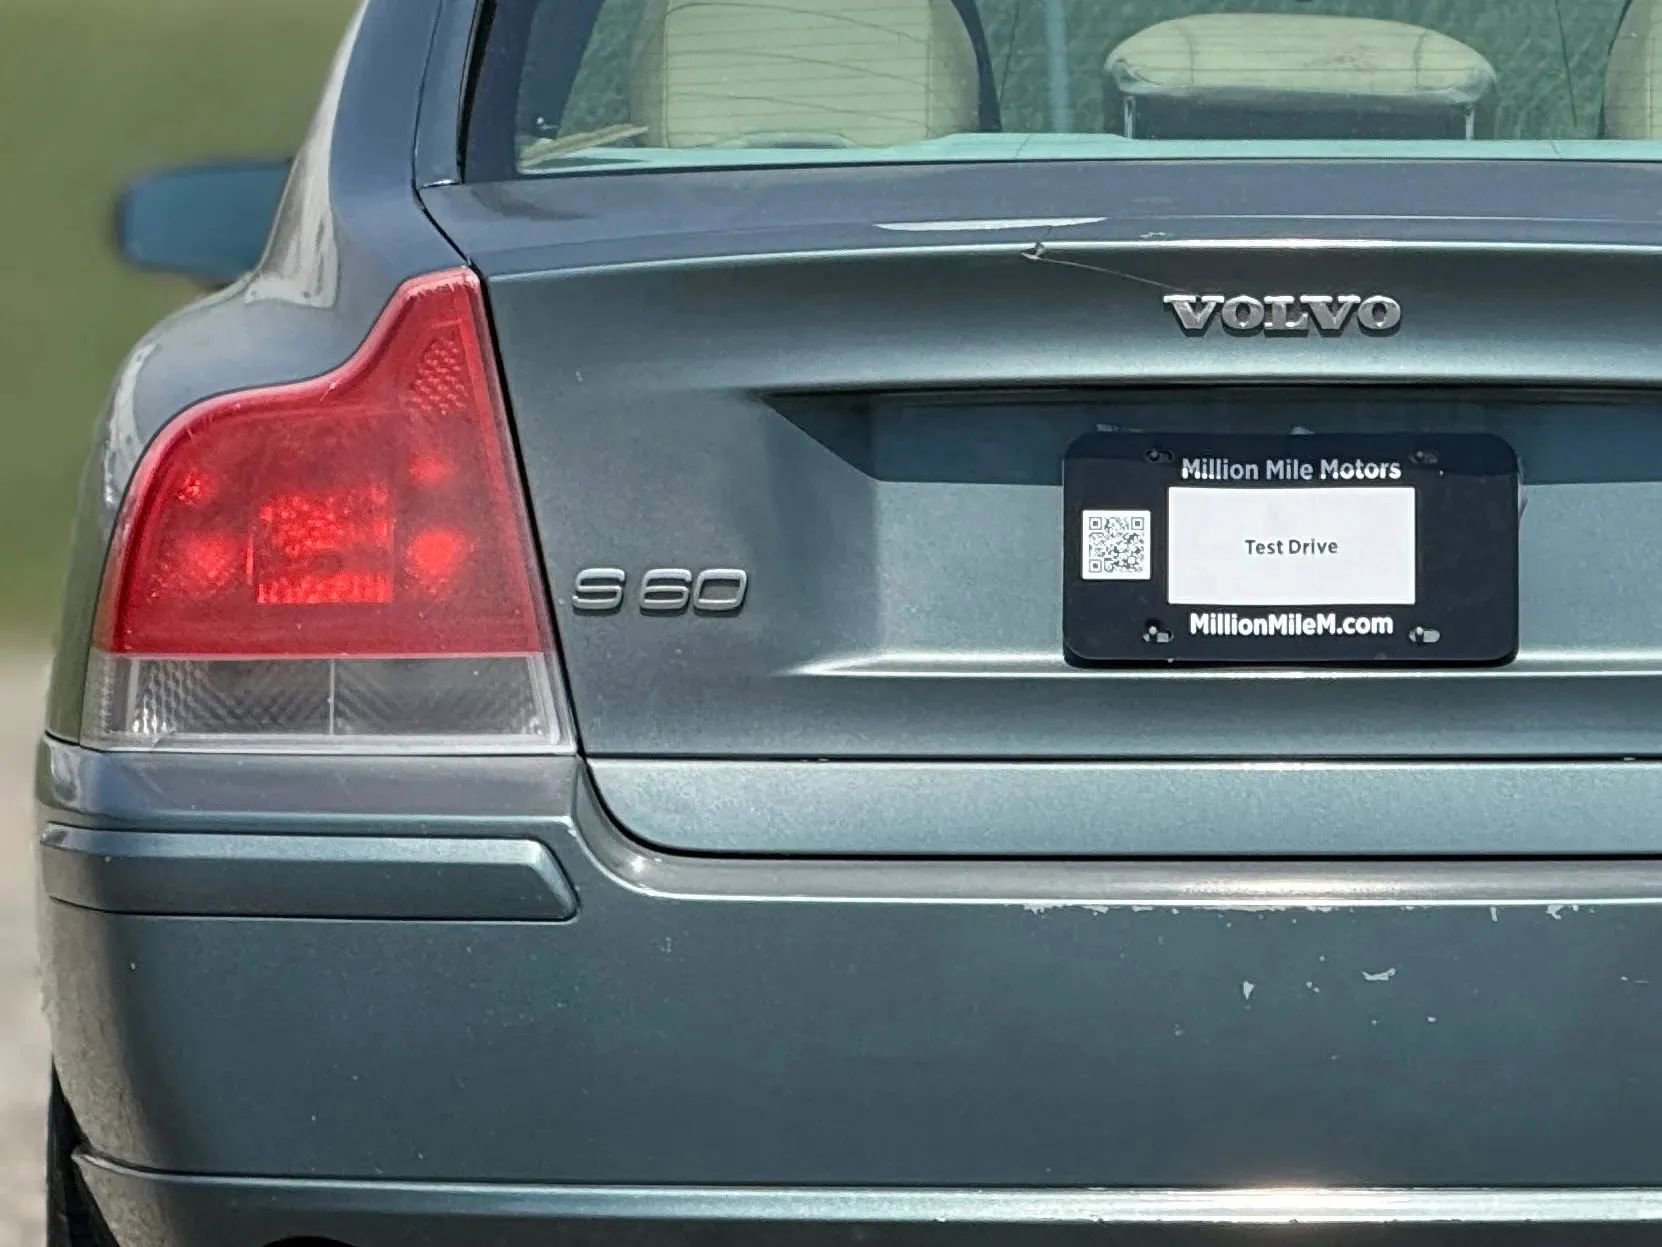 VOLVO
Million Mile Motors
Test Drive
S60
MillionMileM.com